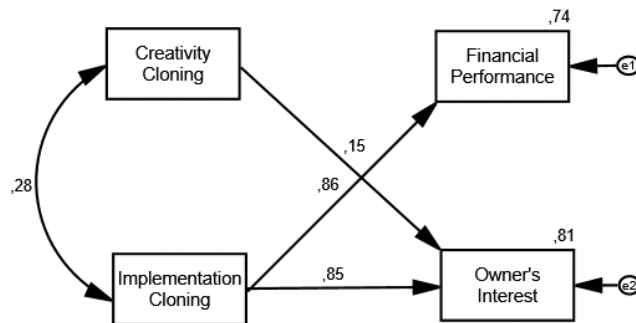 ,74
Creativity
Cloning
Financial
Performance
e1
,15
,28
,86
,81
Implementation
Cloning
,85
Owner's
Interest
e2